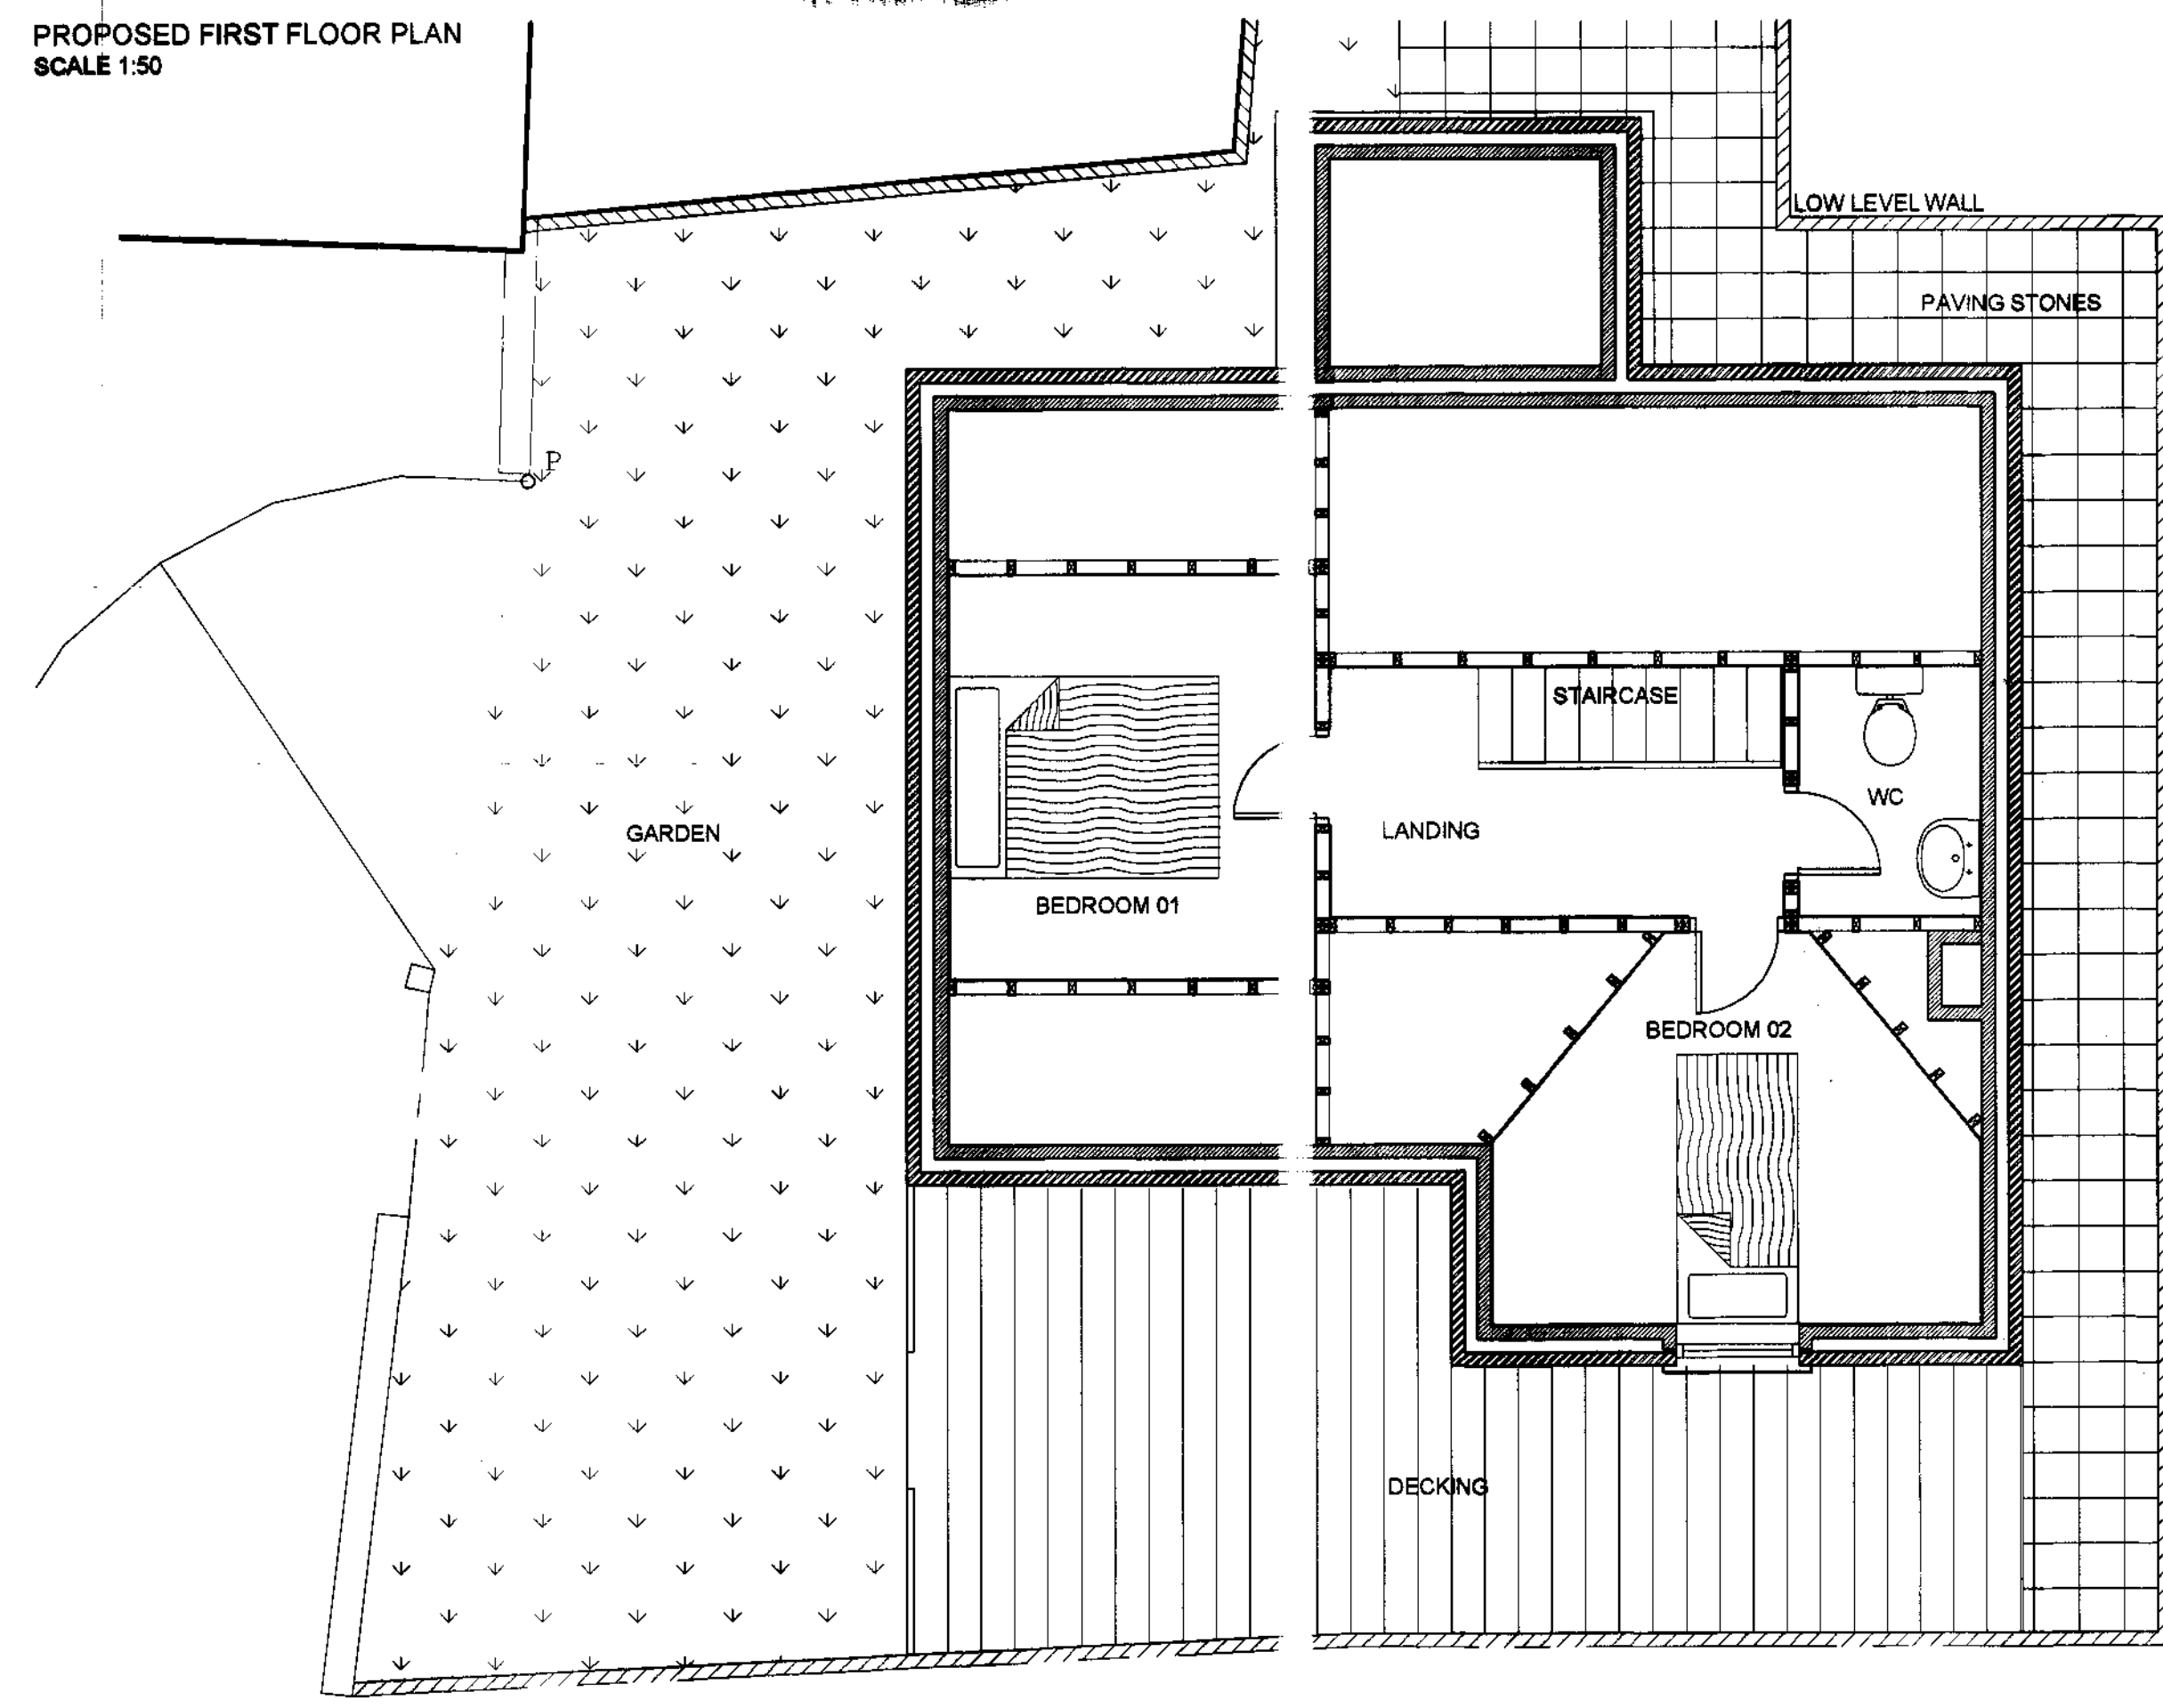 PROPOSED FIRST FLOOR PLAN
SCALE 1:50
LOW LEVEL WALL
PAVING STONES
P
STAIRCASE
WC
GARDEN
LANDING
BEDROOM 01
BEDROOM 02
DECKING